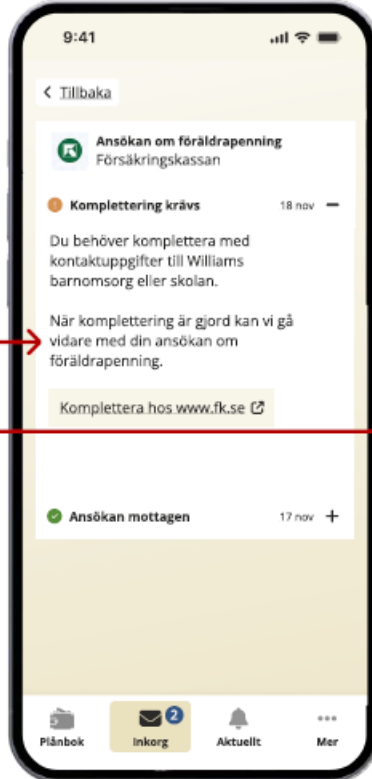 9:41
Tillbaka
Ansökan om föräldrapenning
Försäkringskassan
Komplettering krävs 18 nov
Du behöver komplettera med
kontaktuppgifter till Williams
barnomsorg eller skolan.
När komplettering är gjord kan vi gå
vidare med din ansökan om
föräldrapenning.
Komplettera hos www.fk.se
Ansökan mottagen 17 nov
2
Plånbok Inkorg Aktuellt Mer